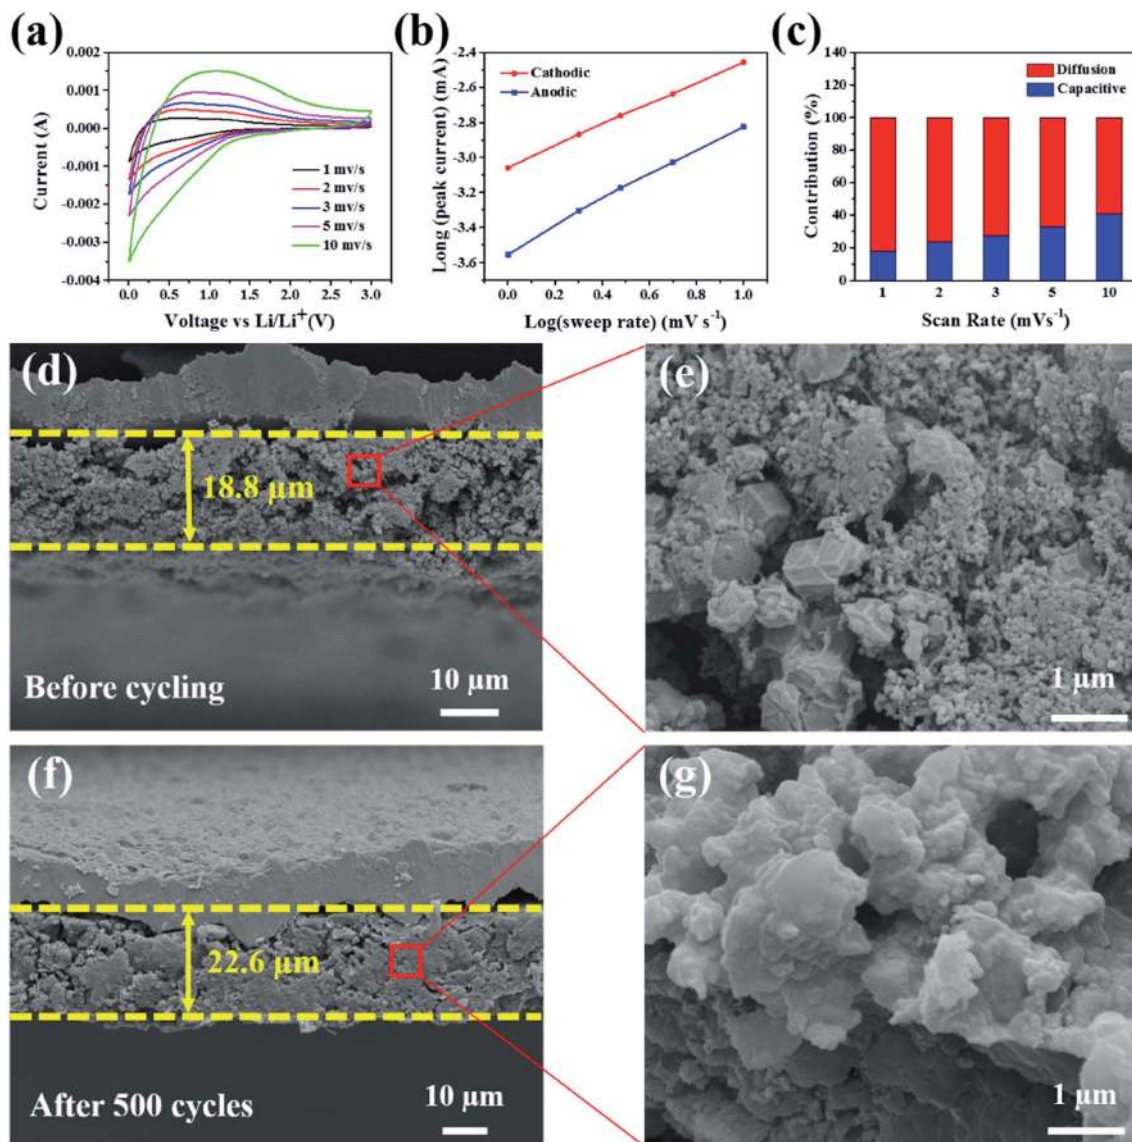 (a)
0.002
0.001
0.000
-0.001
-0.002
-0.003
-0.004
Current (A)
1 mv/s
2 mv/s
3 mv/s
5 mv/s
10 mv/s
0.0 0.5 1.0 1.5 2.0 2.5 3.0
Voltage vs Li/Li⁺(V)
(b)
-2.4
-2.8
-3.0
-3.2
-3.6
Long (peak current) (mA)
Cathodic
Anodic
0.0 0.2 0.4 0.6 0.8 1.0
Log(sweep rate) (mV s⁻¹)
(c)
140
120
100
80
60
40
20
0
Contribution (%)
Diffusion
Capacitive
1 2 3 5 10
Scan Rate (mVs⁻¹)
(d)
18.8 μm
Before cycling
10 μm
(e)
1 μm
(f)
22.6 μm
After 500 cycles
10 μm
(g)
1 μm